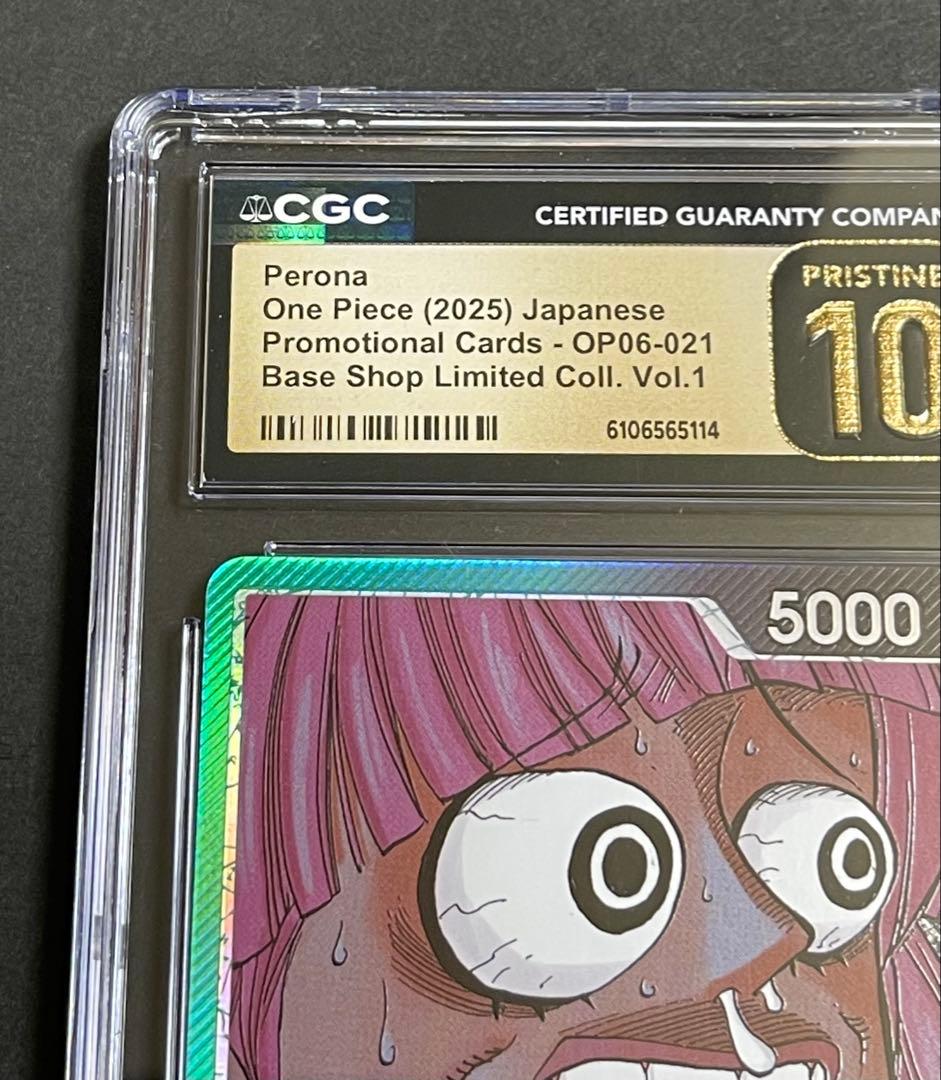 CGC
CERTIFIED GUARANTY COMPAN
Perona
One Piece (2025) Japanese
Promotional Cards - OP06-021
Base Shop Limited Coll. Vol.1
6106565114
PRISTINE
10
5000